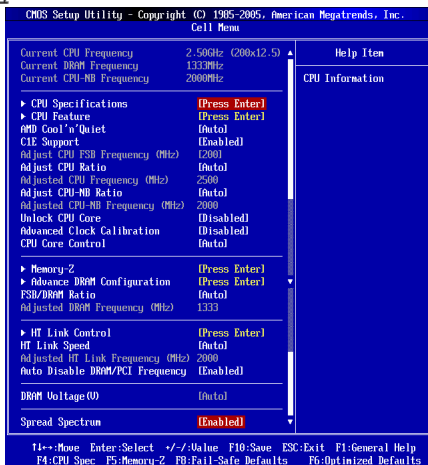 CMOS Setup Utility - Copyright (C) 1985-2005, American Megatrends, Inc.
Cell Menu
Current CPU Frequency 2.50GHz (200x12.5)
Current DRAM Frequency 1333MHz
Current CPU-NB Frequency 2000MHz
Help Item
CPU Information
▶ CPU Specifications [Press Enter]
▶ CPU Feature [Press Enter]
AMD Cool'n'Quiet [Auto]
C1E Support [Enabled]
Adjust CPU FSB Frequency (MHz) [200]
Adjust CPU Ratio [Auto]
Adjusted CPU Frequency (MHz) 2500
Adjust CPU-NB Ratio [Auto]
Adjusted CPU-NB Frequency (MHz) 2000
Unlock CPU Core [Disabled]
Advanced Clock Calibration [Disabled]
CPU Core Control [Auto]
▶ Memory-Z [Press Enter]
▶ Advance DRAM Configuration [Press Enter]
FSB/DRAM Ratio [Auto]
Adjusted DRAM Frequency (MHz) 1333
▶ HT Link Control [Press Enter]
HT Link Speed [Auto]
Adjusted HT Link Frequency (MHz) 2000
Auto Disable DRAM/PCI Frequency [Enabled]
DRAM Voltage(V) [Auto]
Spread Spectrum [Enabled]
↑↓←→:Move Enter:Select +/-/:Value F10:Save ESC:Exit F1:General Help
F4:CPU Spec F5:Memory-Z F8:Fail-Safe Defaults F6:Optimized Defaults